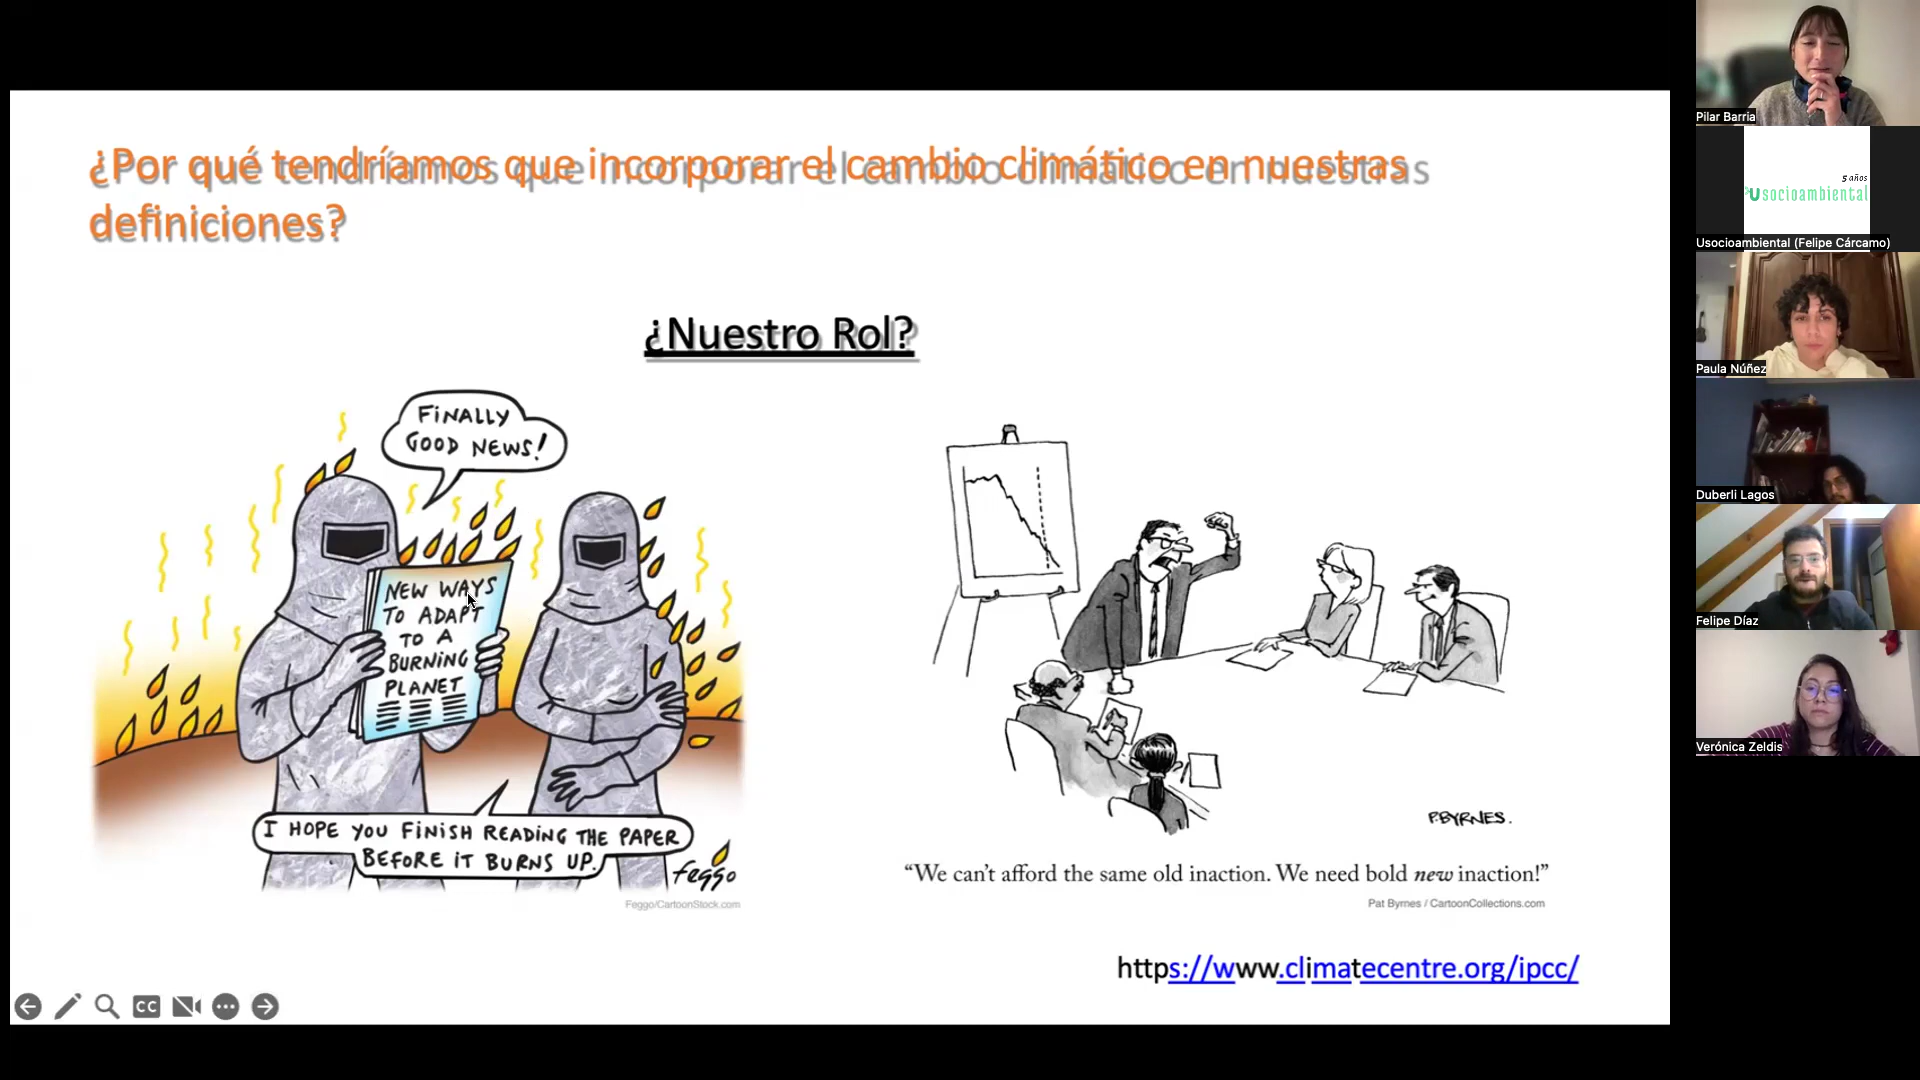 ¿Por qué tendríamos que incorporar el cambio climático en nuestras
definiciones?
¿Nuestro Rol?
FINALLY
GOOD NEWS!
NEW WAYS
TO ADAPT
TO A
BURNING
PLANET
I HOPE YOU FINISH READING THE PAPER
BEFORE IT BURNS UP.
feggo
Feggo/CartoonStock.com
P.BYRNES.
“We can’t afford the same old inaction. We need bold new inaction!”
Pat Byrnes / CartoonCollections.com
https://www.climatecentre.org/ipcc/
CC
Pilar Barria
5 años
Usocioambiental
Usocioambiental (Felipe Cárcamo)
Paula Núñez
Duberli Lagos
Felipe Díaz
Verónica Zeldis